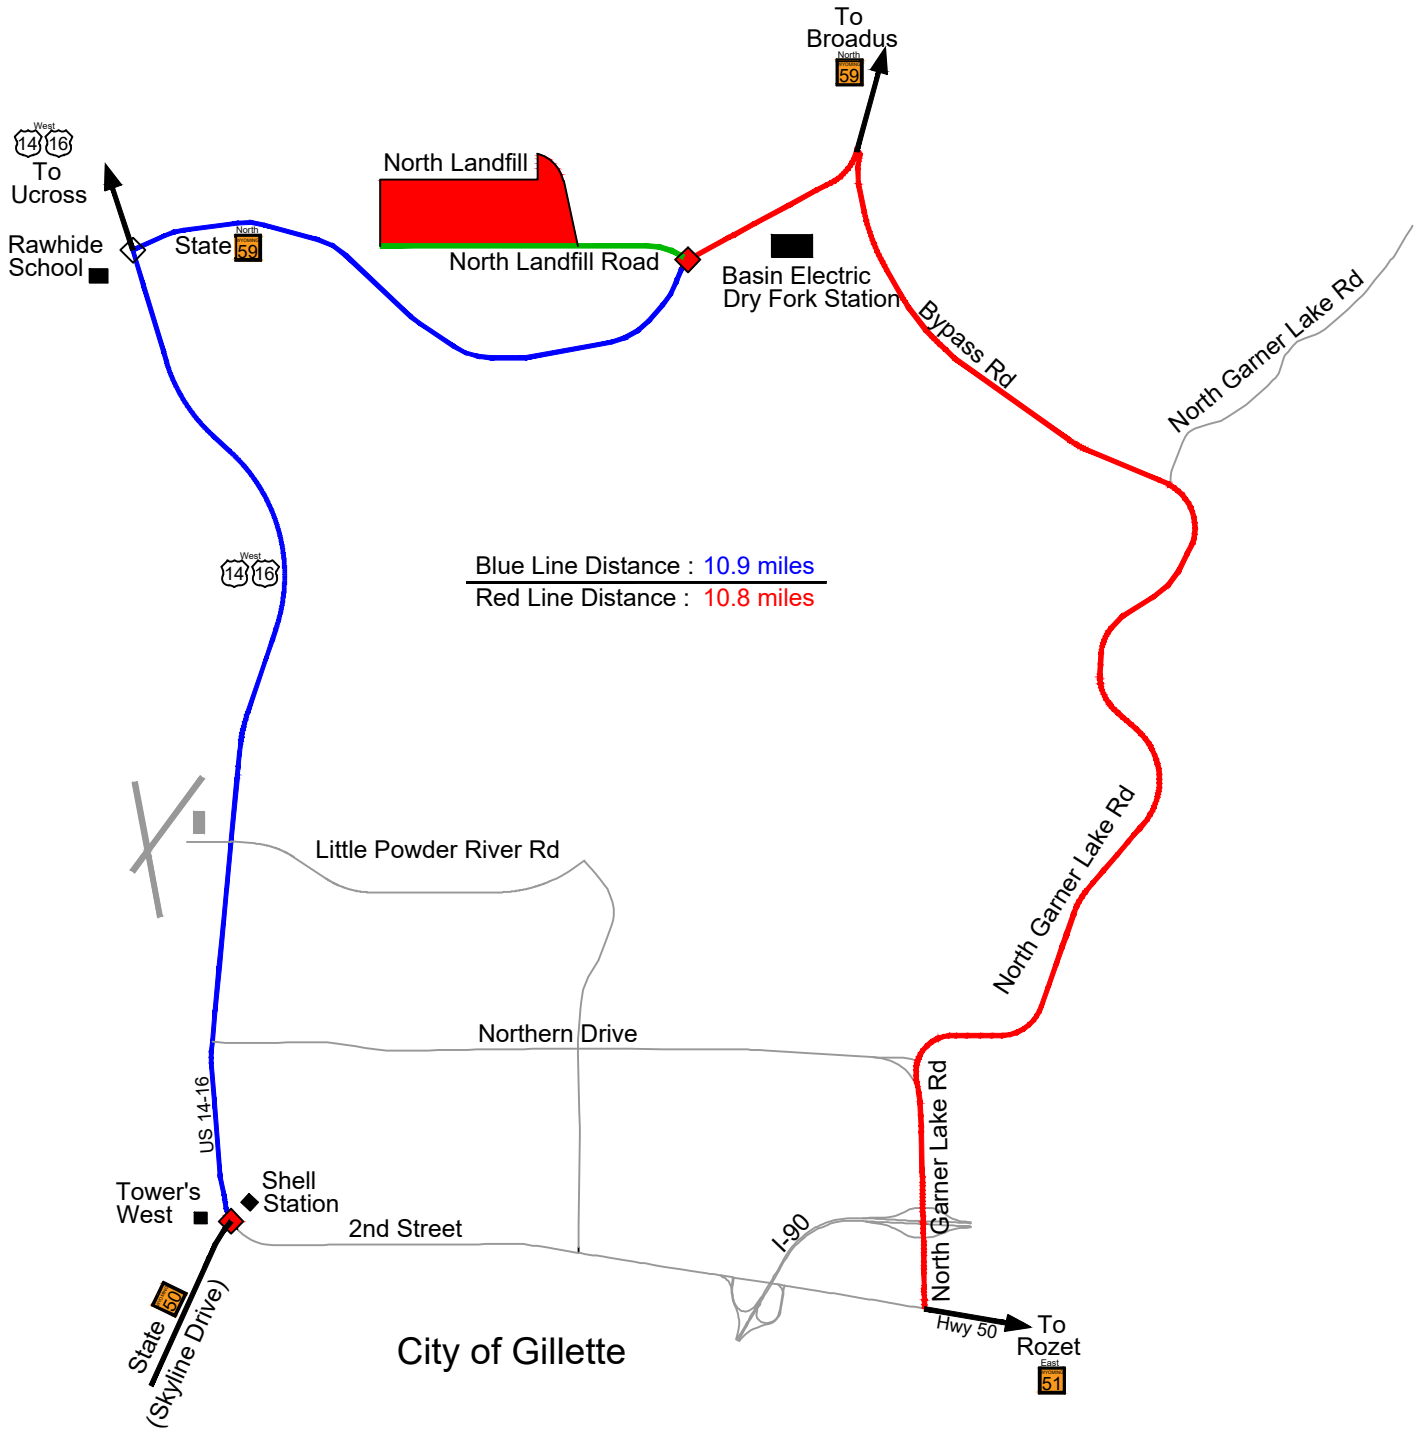 To
Broadus
North
59
West
14 16
To
Ucross
North Landfill
Rawhide
School
State
North
59
North Landfill Road
Basin Electric
Dry Fork Station
Bypass Rd
North Garner Lake Rd
West
14 16
Blue Line Distance : 10.9 miles
Red Line Distance : 10.8 miles
Little Powder River Rd
North Garner Lake Rd
Northern Drive
US 14-16
North Garner Lake Rd
Tower's
West
Shell
Station
2nd Street
I-90
State
50
(Skyline Drive)
City of Gillette
Hwy 50
To
Rozet
East
51